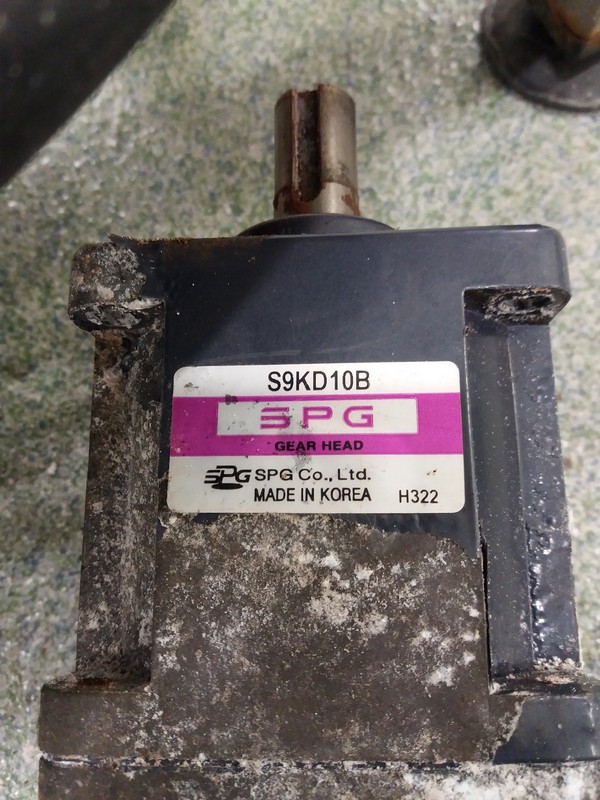 S9KD10B
SPG
GEAR HEAD
SPG SPG Co., Ltd.
MADE IN KOREA H322